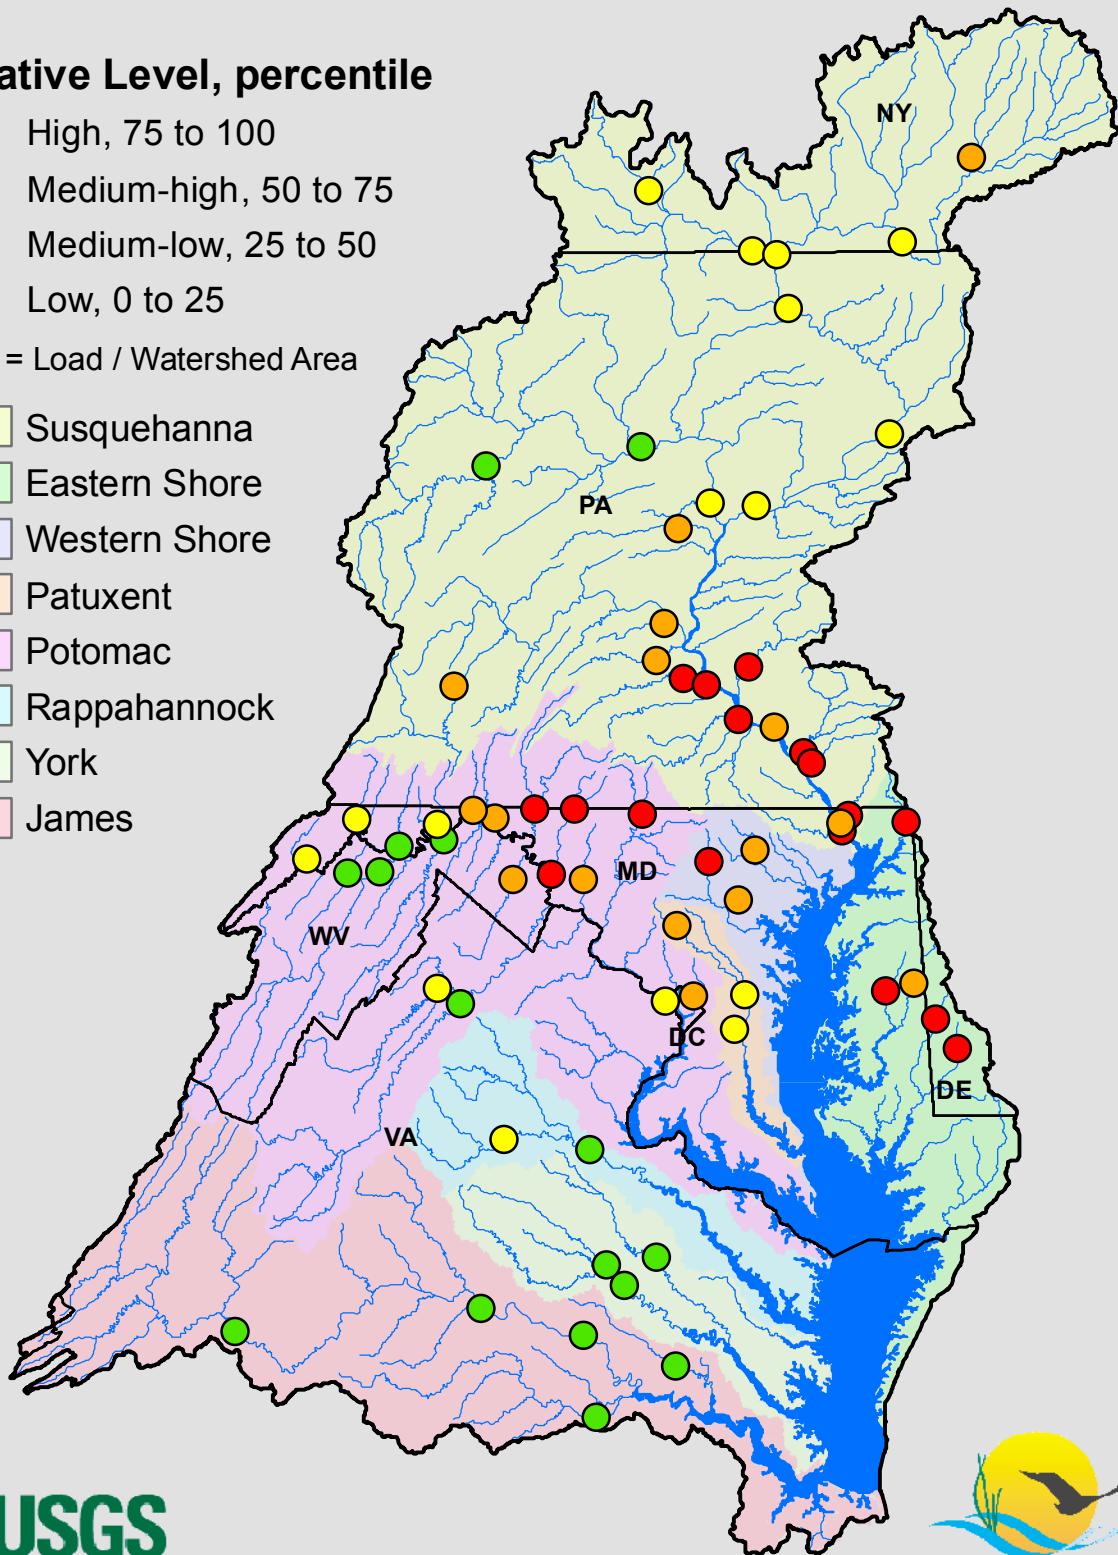 ative Level, percentile
High, 75 to 100
Medium-high, 50 to 75
Medium-low, 25 to 50
Low, 0 to 25
= Load / Watershed Area
Susquehanna
Eastern Shore
Western Shore
Patuxent
Potomac
Rappahannock
York
James
NY
PA
MD
WV
DC
DE
VA
USGS